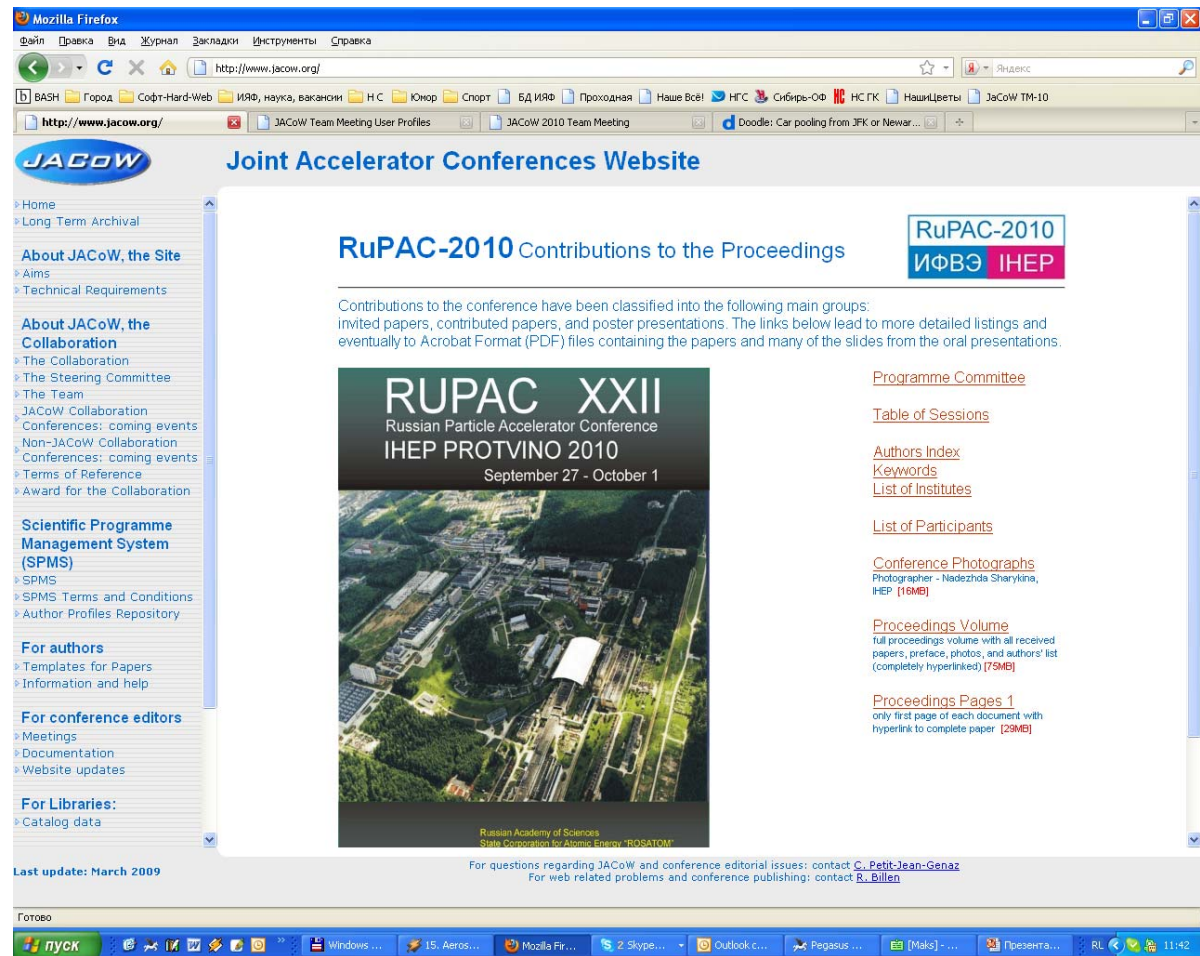 Mozilla Firefox
Файл Правка Вид Журнал Закладки Инструменты Справка
http://www.jacow.org/
Яндекс
BASH Город Софт-Hard-Web ИЯФ, наука, вакансии Н С Юмор Спорт БД ИЯФ Проходная Наше Всё! НГС Сибирь-ОФ НС ГК НашиЦветы JaCoW TM-10
http://www.jacow.org/ JACoW Team Meeting User Profiles JACoW 2010 Team Meeting Doodle: Car pooling from JFK or Newar...
JACoW
Joint Accelerator Conferences Website
Home
Long Term Archival
About JACoW, the Site
Aims
Technical Requirements
About JACoW, the
Collaboration
The Collaboration
The Steering Committee
The Team
JACoW Collaboration
Conferences: coming events
Non-JACoW Collaboration
Conferences: coming events
Terms of Reference
Award for the Collaboration
Scientific Programme
Management System
(SPMS)
SPMS
SPMS Terms and Conditions
Author Profiles Repository
For authors
Templates for Papers
Information and help
For conference editors
Meetings
Documentation
Website updates
For Libraries:
Catalog data
RuPAC-2010 Contributions to the Proceedings
RuPAC-2010
ИФВЭ IHEP
Contributions to the conference have been classified into the following main groups:
invited papers, contributed papers, and poster presentations. The links below lead to more detailed listings and
eventually to Acrobat Format (PDF) files containing the papers and many of the slides from the oral presentations.
RUPAC XXII
Russian Particle Accelerator Conference
IHEP PROTVINO 2010
September 27 - October 1
Russian Academy of Sciences
State Corporation for Atomic Energy "ROSATOM"
Programme Committee
Table of Sessions
Authors Index
Keywords
List of Institutes
List of Participants
Conference Photographs
Photographer - Nadezhda Sharykina,
IHEP [16MB]
Proceedings Volume
full proceedings volume with all received
papers, preface, photos, and authors' list
(completely hyperlinked) [75MB]
Proceedings Pages 1
only first page of each document with
hyperlink to complete paper [29MB]
Last update: March 2009
For questions regarding JACoW and conference editorial issues: contact C. Petit-Jean-Genaz
For web related problems and conference publishing: contact R. Billen
Готово
пуск Windows ... 15. Aeros... Mozilla Fir... 2 Skype... Outlook c... Pegasus ... [Maks] - ... Презента... RL 11:42